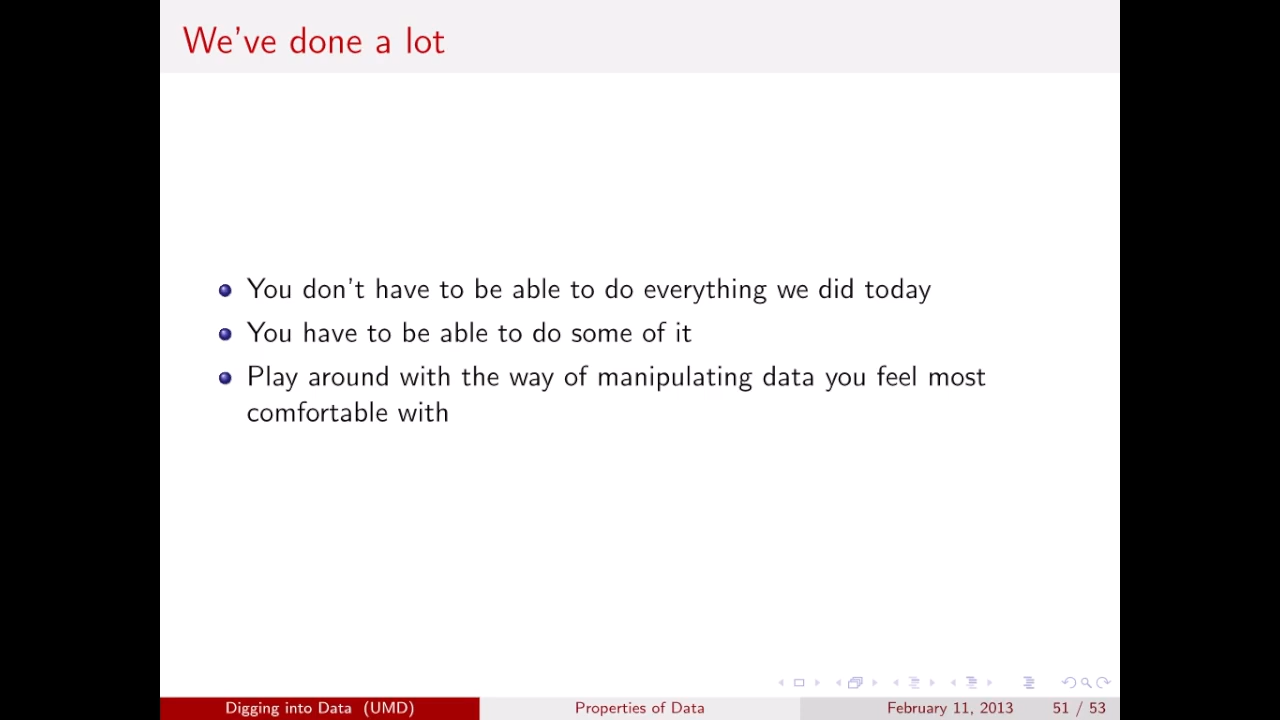 We've done a lot
You don't have to be able to do everything we did today
You have to be able to do some of it
Play around with the way of manipulating data you feel most
comfortable with
Digging into Data (UMD)
Properties of Data
February 11, 2013
51 / 53